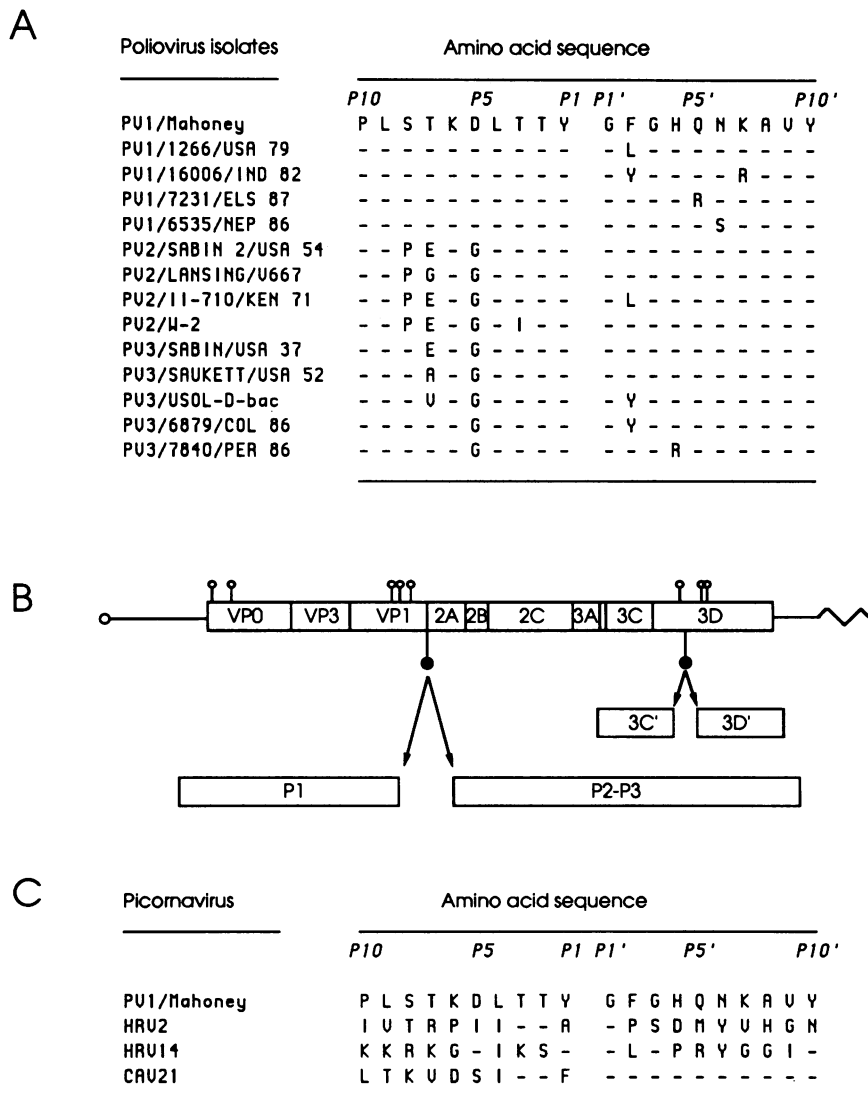 A
Poliovirus isolates Amino acid sequence
P10 P5 P1 P1' P5' P10'
PV1/Mahoney P L S T K D L T T Y G F G H Q N K A V Y
PV1/1266/USA 79 - - - - - - - - - - - L - - - - - - - -
PV1/16006/IND 82 - - - - - - - - - - - Y - - - - R - - -
PV1/7231/ELS 87 - - - - - - - - - - - - - - R - - - - -
PV1/6535/NEP 86 - - - - - - - - - - - - - - - S - - - -
PV2/SABIN 2/USA 54 - - P E - G - - - - - - - - - - - - - -
PV2/LANSING/V667 - - P G - G - - - - - - - - - - - - - -
PV2/II-710/KEN 71 - - P E - G - - - - - L - - - - - - - -
PV2/W-2 - - P E - G - I - - - - - - - - - - - -
PV3/SABIN/USA 37 - - - E - G - - - - - - - - - - - - - -
PV3/SAUKETT/USA 52 - - - A - G - - - - - - - - - - - - - -
PV3/USOL-D-bac - - - V - G - - - - - Y - - - - - - - -
PV3/6879/COL 86 - - - - - G - - - - - Y - - - - - - - -
PV3/7840/PER 86 - - - - - G - - - - - - - R - - - - - -
B
VP0 VP3 VP1 2A 2B 2C 3A 3C 3D
3C' 3D'
P1 P2-P3
C
Picornavirus Amino acid sequence
P10 P5 P1 P1' P5' P10'
PV1/Mahoney P L S T K D L T T Y G F G H Q N K A V Y
HRV2 I V T R P I I - - A - P S D M Y V H G N
HRV14 K K R K G - I K S - - L - P R Y G G I -
CAV21 L T K V D S I - - F - - - - - - - - - -